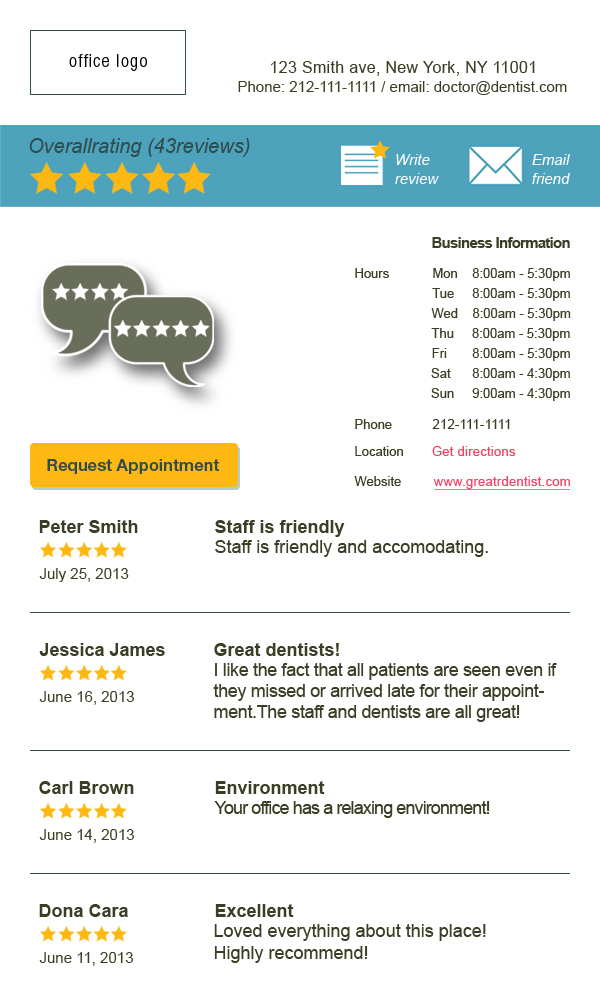 office logo
123 Smith ave, New York, NY 11001
Phone: 212-111-1111 / email: doctor@dentist.com
Overallrating (43reviews)
Write
review
Email
friend
Business Information
Hours
Mon 8:00am - 5:30pm
Tue 8:00am - 5:30pm
Wed 8:00am - 5:30pm
Thu 8:00am - 5:30pm
Fri 8:00am - 5:30pm
Sat 8:00am - 4:30pm
Sun 9:00am - 4:30pm
Phone 212-111-1111
Location Get directions
Website www.greatrdentist.com
Request Appointment
Peter Smith
July 25, 2013
Staff is friendly
Staff is friendly and accomodating.
Jessica James
June 16, 2013
Great dentists!
I like the fact that all patients are seen even if
they missed or arrived late for their appoint-
ment.The staff and dentists are all great!
Carl Brown
June 14, 2013
Environment
Your office has a relaxing environment!
Dona Cara
June 11, 2013
Excellent
Loved everything about this place!
Highly recommend!